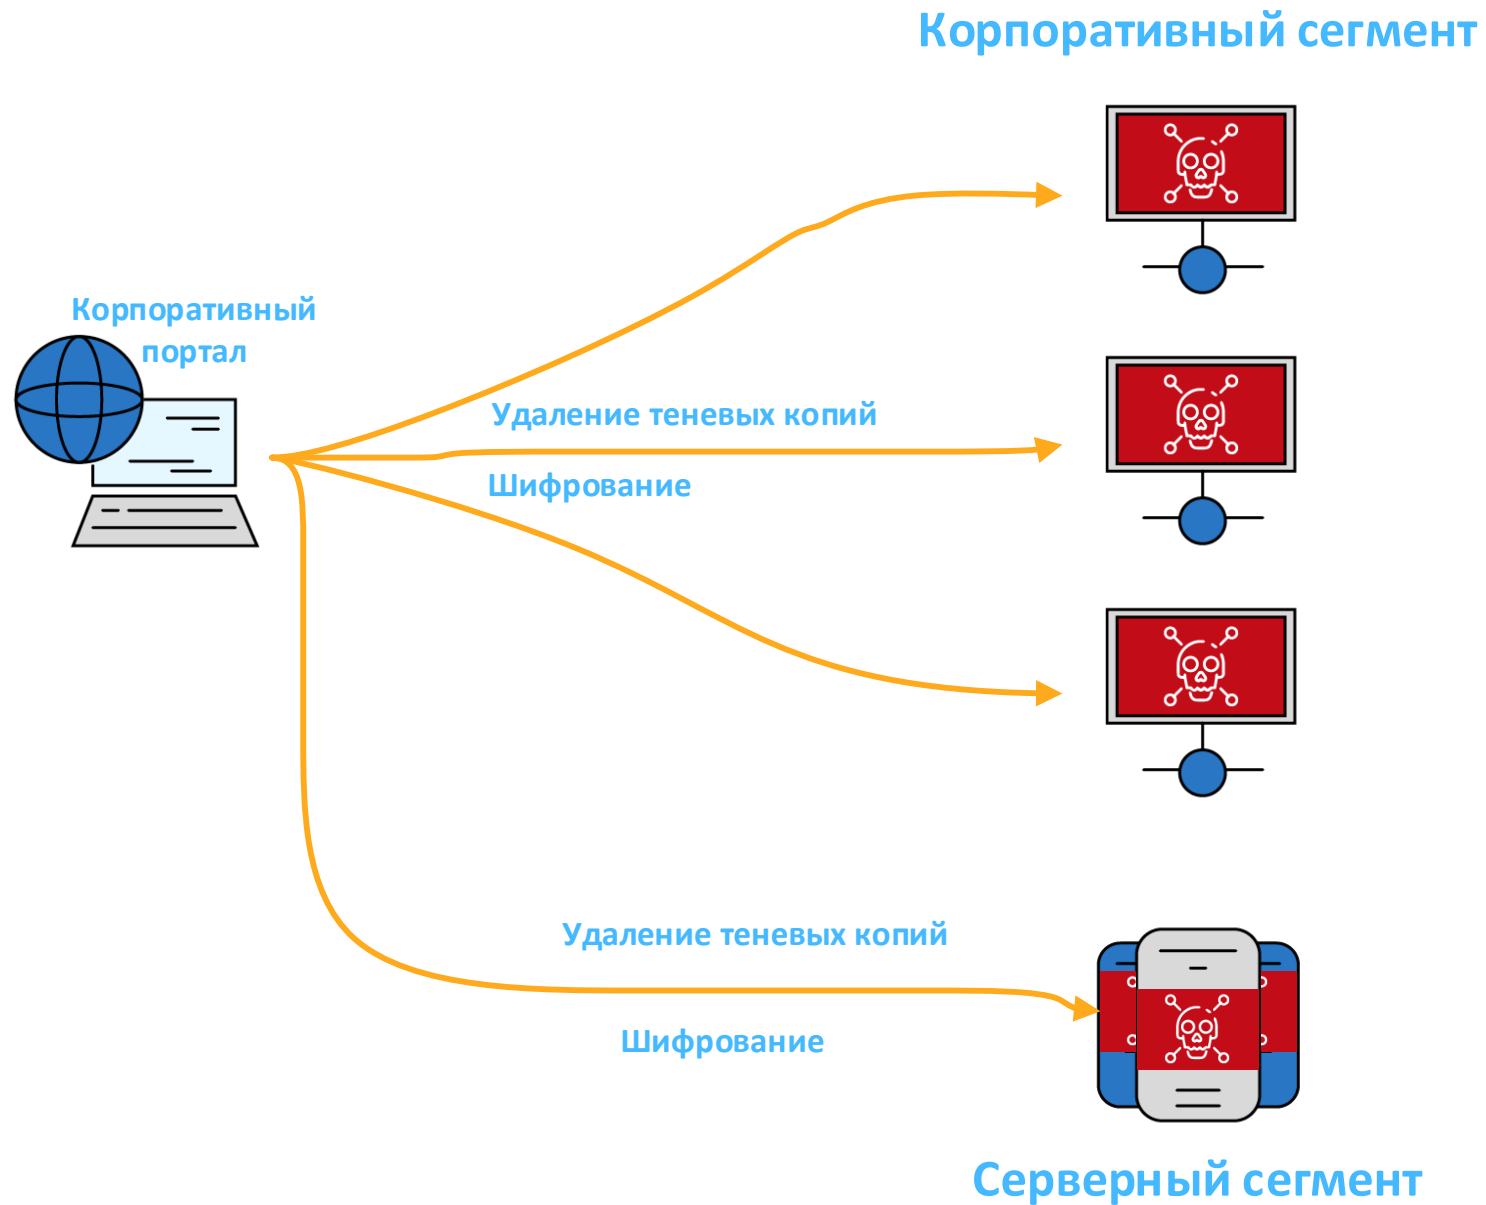 Корпоративный сегмент
Корпоративный
портал
Удаление теневых копий
Шифрование
Удаление теневых копий
Шифрование
Серверный сегмент